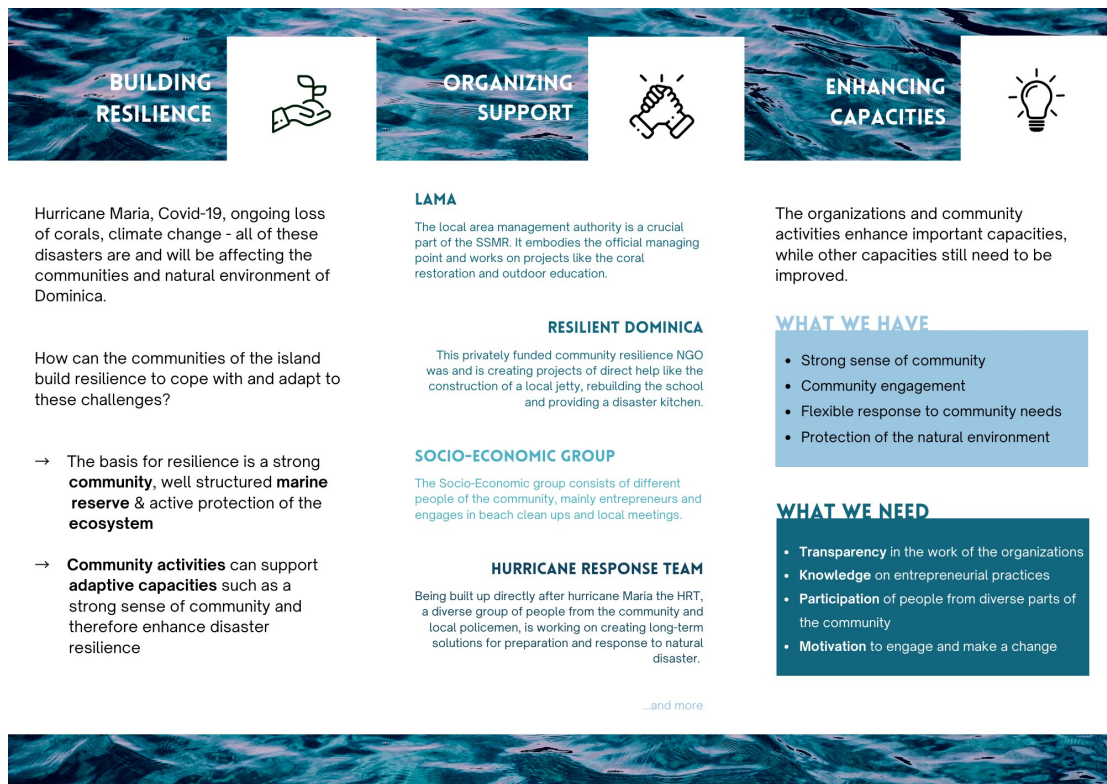 BUILDING
RESILIENCE
Hurricane Maria, Covid-19, ongoing loss
of corals, climate change - all of these
disasters are and will be affecting the
communities and natural environment of
Dominica.
How can the communities of the island
build resilience to cope with and adapt to
these challenges?
→ The basis for resilience is a strong
community, well structured marine
reserve & active protection of the
ecosystem
→ Community activities can support
adaptive capacities such as a
strong sense of community and
therefore enhance disaster
resilience
ORGANIZING
SUPPORT
LAMA
The local area management authority is a crucial
part of the SSMR. It embodies the official managing
point and works on projects like the coral
restoration and outdoor education.
RESILIENT DOMINICA
This privately funded community resilience NGO
was and is creating projects of direct help like the
construction of a local jetty, rebuilding the school
and providing a disaster kitchen.
SOCIO-ECONOMIC GROUP
The Socio-Economic group consists of different
people of the community, mainly entrepreneurs and
engages in beach clean ups and local meetings.
HURRICANE RESPONSE TEAM
Being built up directly after hurricane Maria the HRT,
a diverse group of people from the community and
local policemen, is working on creating long-term
solutions for preparation and response to natural
disaster.
...and more
ENHANCING
CAPACITIES
The organizations and community
activities enhance important capacities,
while other capacities still need to be
improved.
WHAT WE HAVE
• Strong sense of community
• Community engagement
• Flexible response to community needs
• Protection of the natural environment
WHAT WE NEED
• Transparency in the work of the organizations
• Knowledge on entrepreneurial practices
• Participation of people from diverse parts of
the community
• Motivation to engage and make a change